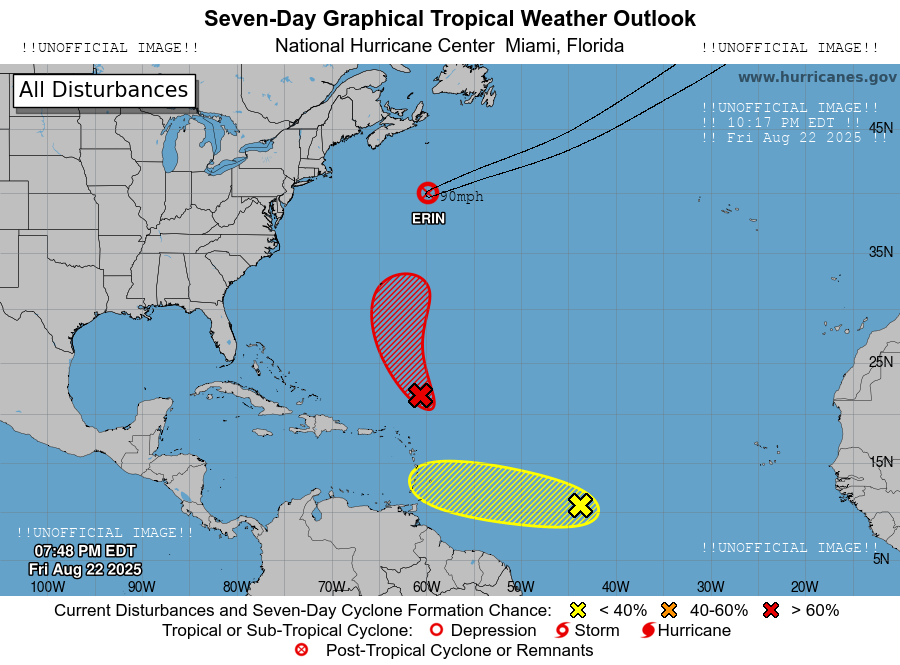 Seven-Day Graphical Tropical Weather Outlook
!!UNOFFICIAL IMAGE!! National Hurricane Center Miami, Florida !!UNOFFICIAL IMAGE!!
All Disturbances
www.hurricanes.gov
!!UNOFFICIAL IMAGE!!
!! 10:17 PM EDT !!
!! Fri Aug 22 2025 !!
45N
90mph
ERIN
35N
25N
15N
!!UNOFFICIAL IMAGE!!
07:48 PM EDT
Fri Aug 22 2025
!!UNOFFICIAL IMAGE!!
5N
100W 90W 80W 70W 60W 50W 40W 30W 20W
Current Disturbances and Seven-Day Cyclone Formation Chance: < 40% 40-60% > 60%
Tropical or Sub-Tropical Cyclone: Depression Storm Hurricane
Post-Tropical Cyclone or Remnants